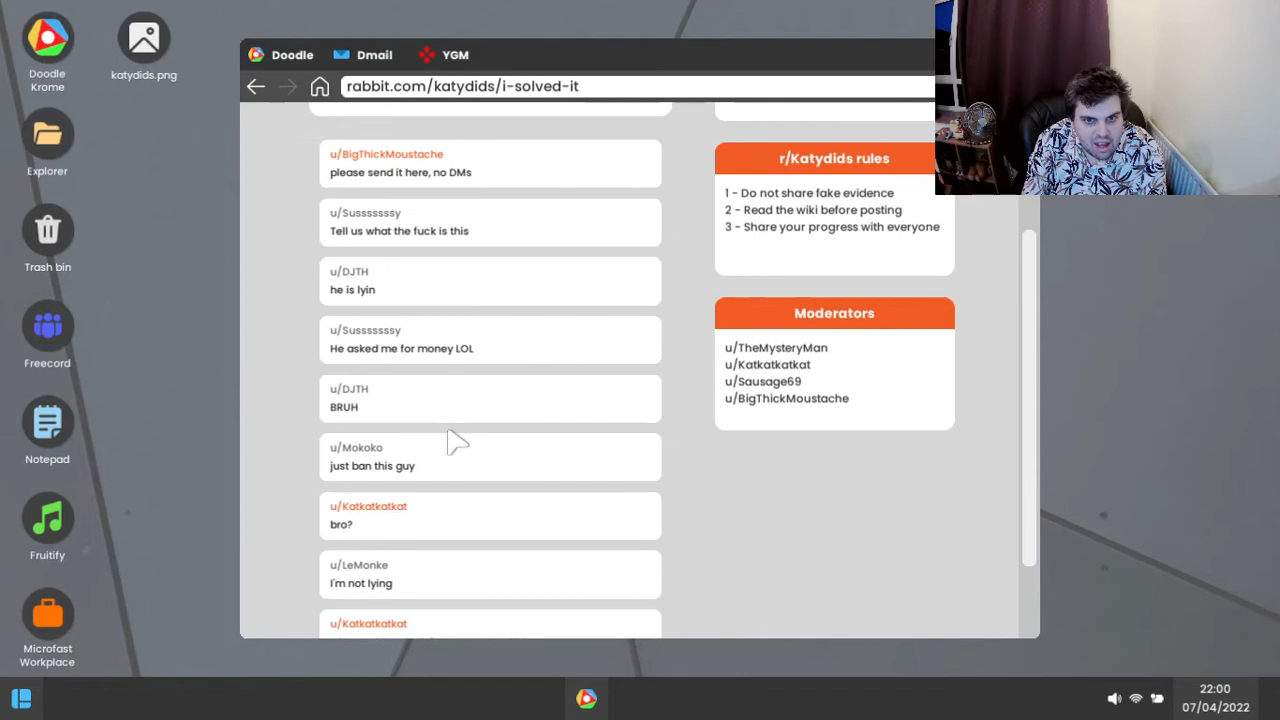 Doodle
Krome
katydids.png
Explorer
Trash bin
Freecord
Notepad
Fruitify
Microfast
Workplace
Doodle
Dmail
YGM
rabbit.com/katydids/i-solved-it
u/BigThickMoustache
please send it here, no DMs
u/Susssssssy
Tell us what the fuck is this
u/DJTH
he is lyin
u/Susssssssy
He asked me for money LOL
u/DJTH
BRUH
u/Mokoko
just ban this guy
u/Katkatkatkat
bro?
u/LeMonke
I'm not lying
u/Katkatkatkat
r/Katydids rules
1 - Do not share fake evidence
2 - Read the wiki before posting
3 - Share your progress with everyone
Moderators
u/TheMysteryMan
u/Katkatkatkat
u/Sausage69
u/BigThickMoustache
22:00
07/04/2022